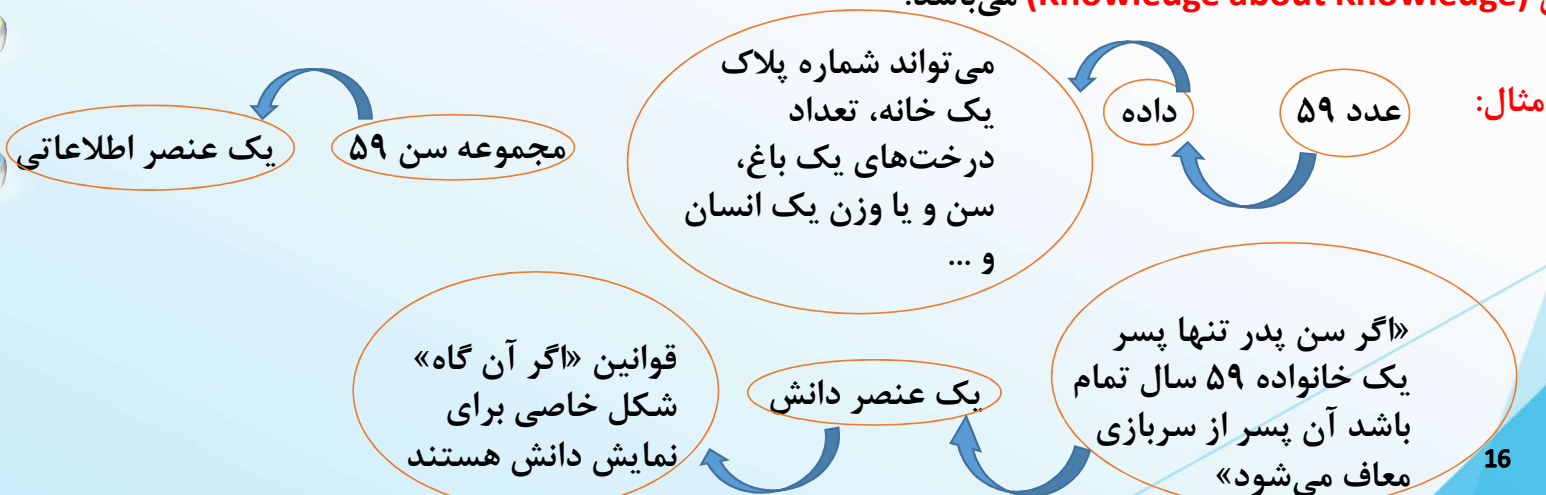 (Knowledge about Knowledge) می‌باشد.
مثال:
عدد ۵۹
داده
می‌تواند شماره پلاک
یک خانه، تعداد
درخت‌های یک باغ،
سن و یا وزن یک انسان
و ...
مجموعه سن ۵۹
یک عنصر اطلاعاتی
«اگر سن پدر تنها پسر
یک خانواده ۵۹ سال تمام
باشد آن پسر از سربازی
معاف می‌شود»
یک عنصر دانش
قوانین «اگر آن گاه»
شکل خاصی برای
نمایش دانش هستند
16